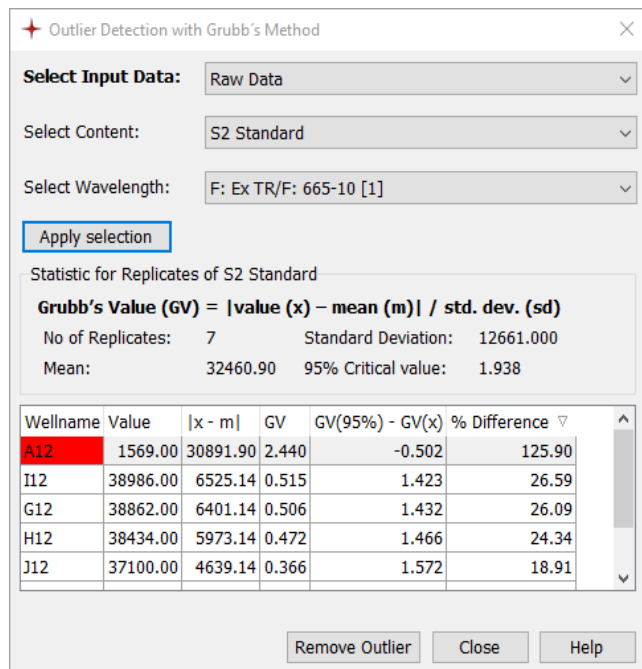 Outlier Detection with Grubb´s Method
Select Input Data: Raw Data
Select Content: S2 Standard
Select Wavelength: F: Ex TR/F: 665-10 [1]
Apply selection
Statistic for Replicates of S2 Standard
Grubb's Value (GV) = |value (x) – mean (m)| / std. dev. (sd)
No of Replicates: 7 Standard Deviation: 12661.000
Mean: 32460.90 95% Critical value: 1.938
Wellname Value |x - m| GV GV(95%) - GV(x) % Difference
A12 1569.00 30891.90 2.440 -0.502 125.90
I12 38986.00 6525.14 0.515 1.423 26.59
G12 38862.00 6401.14 0.506 1.432 26.09
H12 38434.00 5973.14 0.472 1.466 24.34
J12 37100.00 4639.14 0.366 1.572 18.91
Remove Outlier Close Help